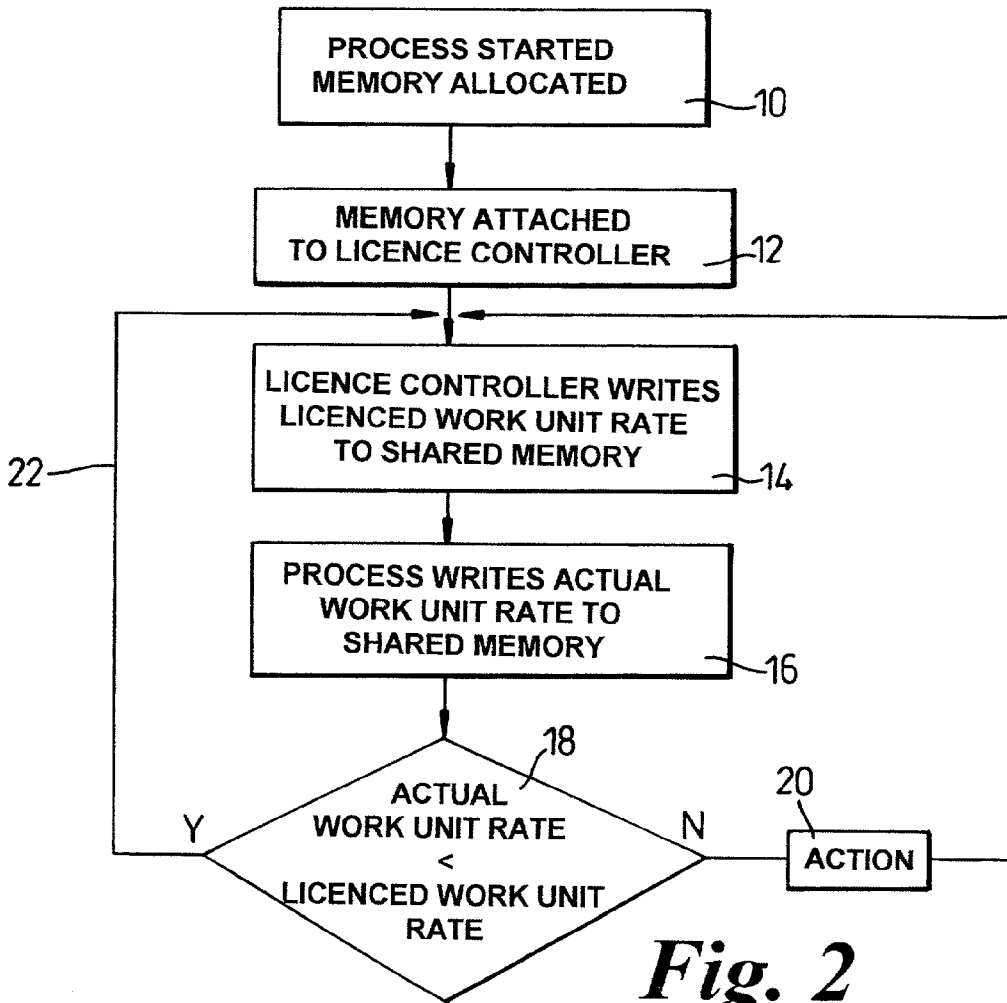 PROCESS STARTED
MEMORY ALLOCATED
10
MEMORY ATTACHED
TO LICENCE CONTROLLER
12
LICENCE CONTROLLER WRITES
LICENCED WORK UNIT RATE
TO SHARED MEMORY
14
22
PROCESS WRITES ACTUAL
WORK UNIT RATE TO
SHARED MEMORY
16
18
ACTUAL
WORK UNIT RATE
<
LICENCED WORK UNIT
RATE
Y
N
20
ACTION
Fig. 2